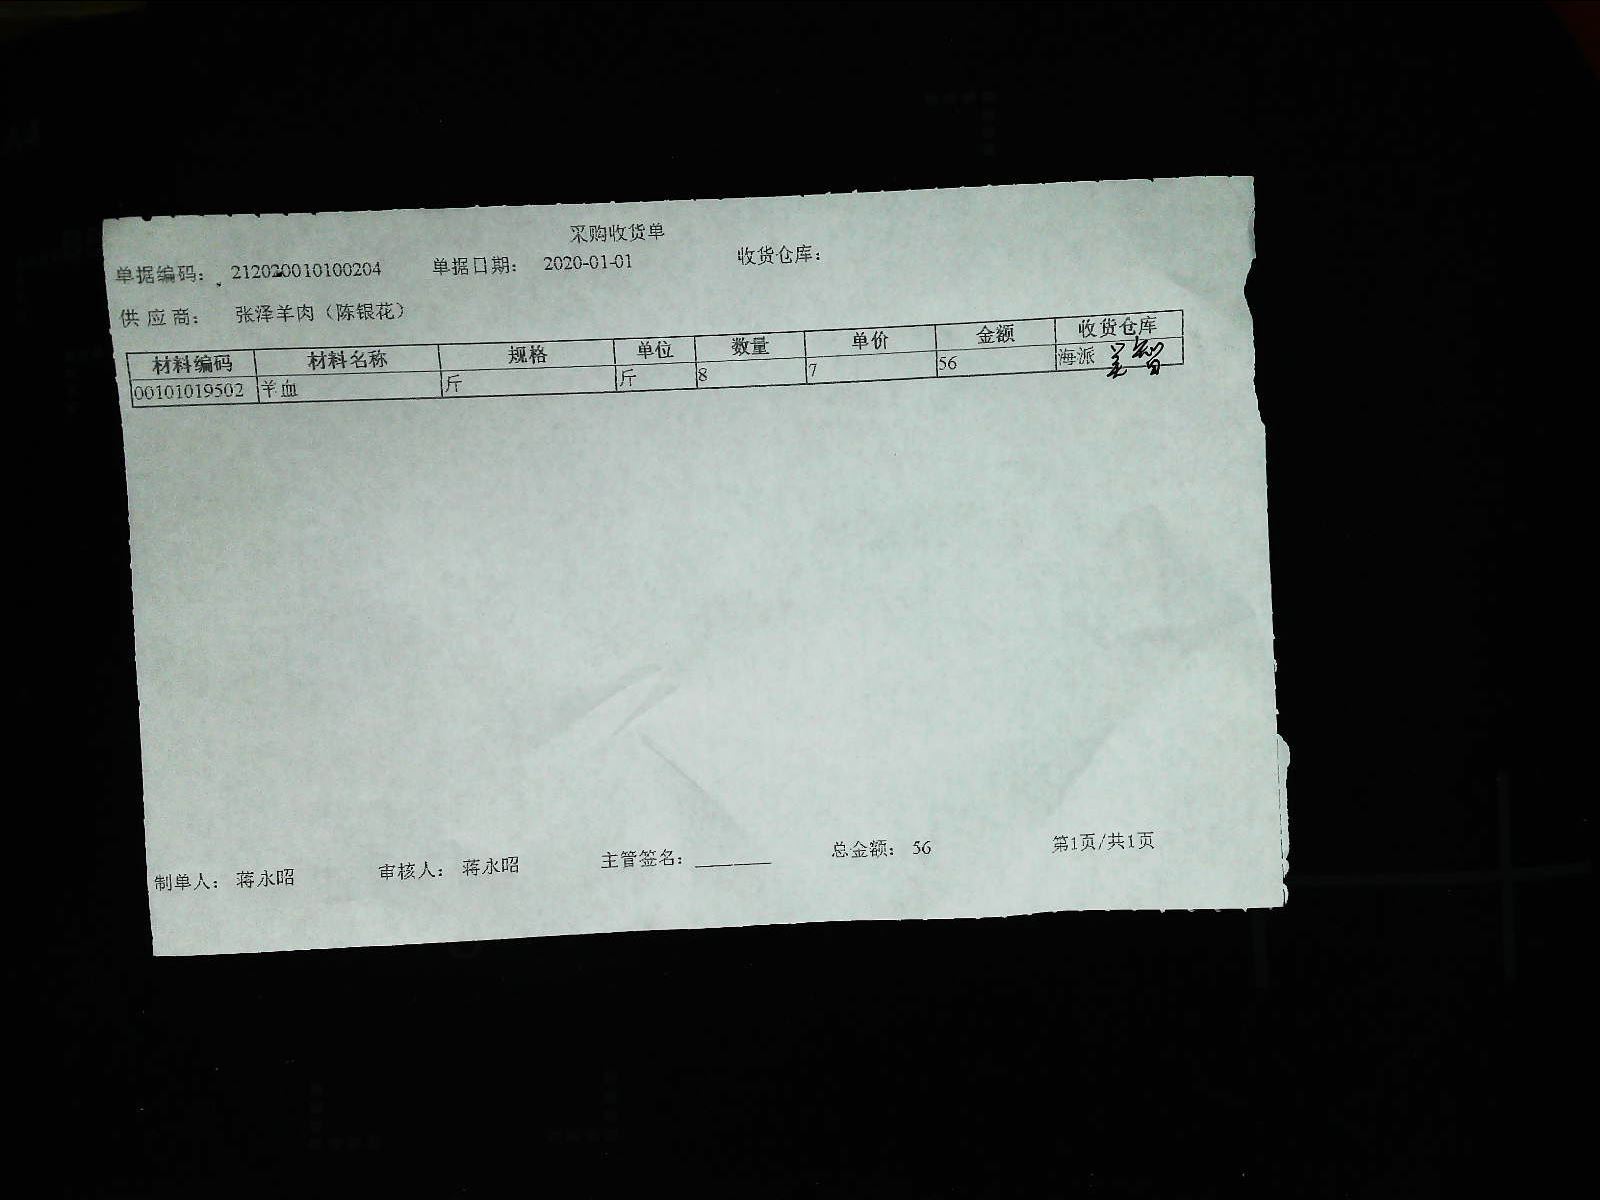 采购收货单
单据编码： 212020010100204 单据日期： 2020-01-01 收货仓库：
供应商： 张泽羊肉（陈银花）
材料编码 材料名称 规格 单位 数量 单价 金额 收货仓库
00101019502 羊血 斤 斤 8 7 56 海派
制单人： 蒋永昭 审核人： 蒋永昭 主管签名：________ 总金额： 56 第1页/共1页